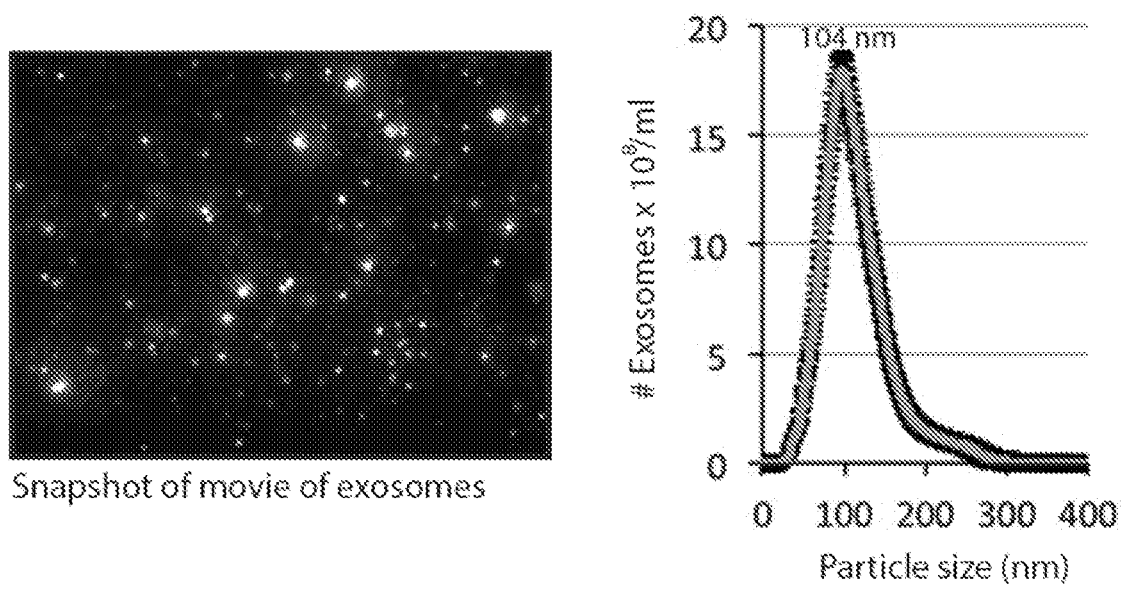 Snapshot of movie of exosomes
# Exosomes x 10⁸/ml
20
15
10
5
0
104 nm
0 100 200 300 400
Particle size (nm)